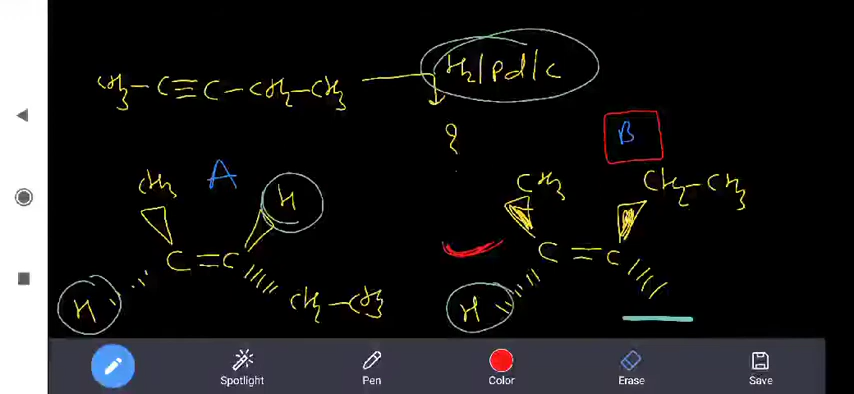 CH3-C≡C-CH2-CH3
H2/Pd/C
?
A
B
CH3
H
CH3
CH2-CH3
C=C
C=C
H
CH2-CH3
H
Spotlight
Pen
Color
Erase
Save